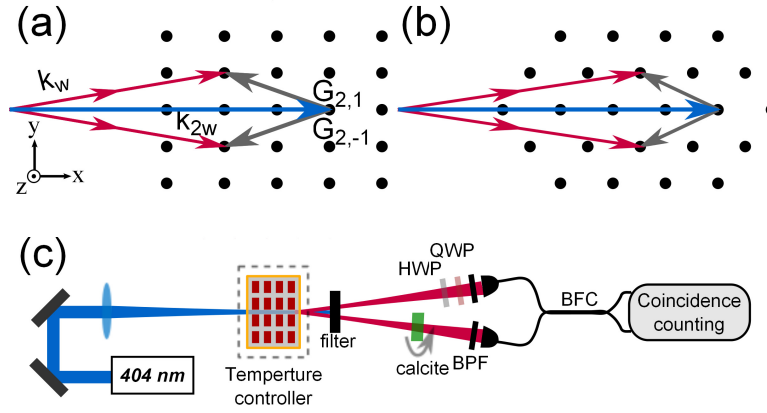 (a)
(b)
k_w
G_2,1
k_2w
G_2,-1
y
z
x
(c)
QWP
HWP
BFC
Coincidence
counting
filter
calcite
BPF
404 nm
Temperture
controller